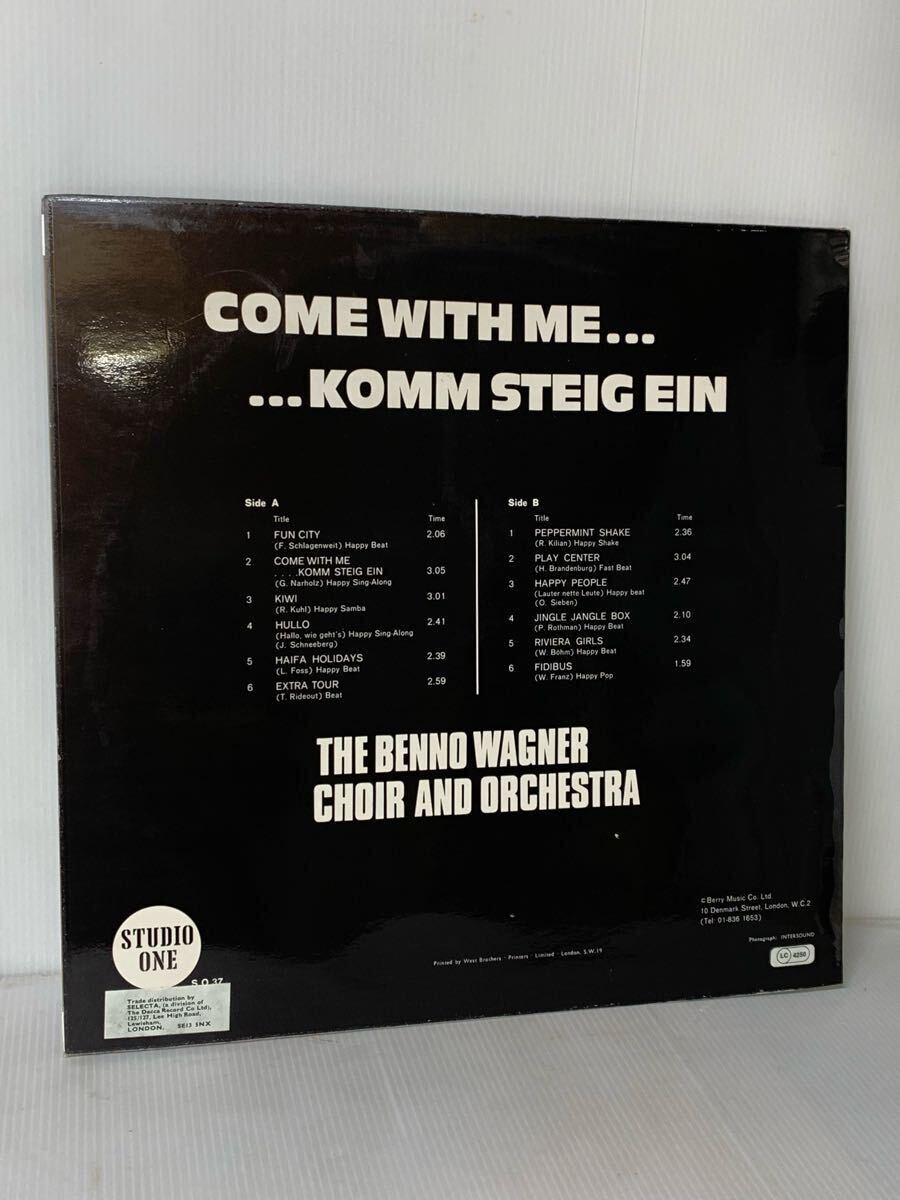 COME WITH ME...
...KOMM STEIG EIN
Side A
Title Time
1 FUN CITY 2.06
(F. Schlagenweit) Happy Beat
2 COME WITH ME
....KOMM STEIG EIN 3.05
(G. Narholz) Happy Sing-Along
3 KIWI 3.01
(R. Kuhl) Happy Samba
4 HULLO 2.41
(Hallo, wie geht's) Happy Sing-Along
(J. Schneeberg)
5 HAIFA HOLIDAYS 2.39
(L. Foss) Happy Beat
6 EXTRA TOUR 2.59
(T. Rideout) Beat
Side B
Title Time
1 PEPPERMINT SHAKE 2.36
(R. Kilian) Happy Shake
2 PLAY CENTER 3.04
(H. Brandenburg) Fast Beat
3 HAPPY PEOPLE 2.47
(Lauter nette Leute) Happy beat
(O. Sieben)
4 JINGLE JANGLE BOX 2.10
(P. Rothman) Happy Beat
5 RIVIERA GIRLS 2.34
(W. Böhm) Happy Beat
6 FIDIBUS 1.59
(W. Franz) Happy Pop
THE BENNO WAGNER
CHOIR AND ORCHESTRA
© Berry Music Co. Ltd.
10 Denmark Street, London, W.C.2
(Tel: 01-836 1653)
Photograph: INTERSOUND
LC 4250
Printed by West Brothers - Printers - Limited - London, S.W.19
STUDIO
ONE
S.O.37
Trade distribution by
SELECTA, (a division of
The Decca Record Co Ltd),
125/127, Lee High Road,
Lewisham,
LONDON, SE13 5NX